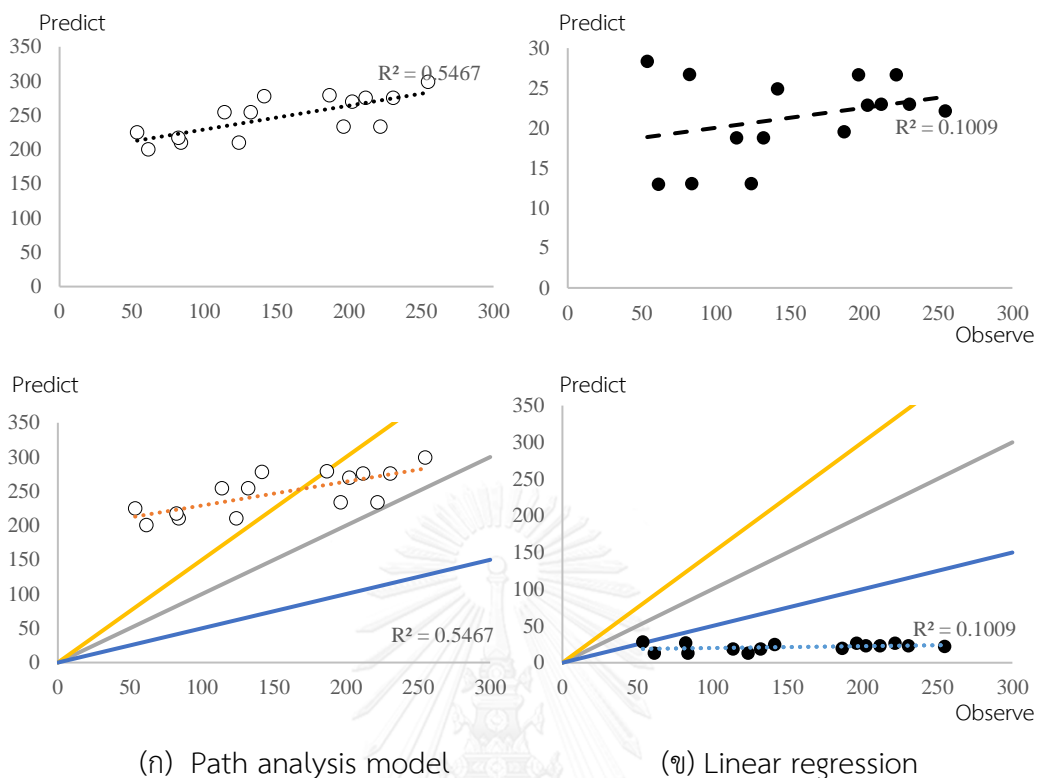 Predict
350
300
250
200
150
100
50
0
R² = 0.5467
0 50 100 150 200 250 300
Predict
30
25
20
15
10
5
0
R² = 0.1009
0 50 100 150 200 250 300
Observe
Predict
350
300
250
200
150
100
50
0
R² = 0.5467
0 50 100 150 200 250 300
Predict
350
300
250
200
150
100
50
0
R² = 0.1009
0 50 100 150 200 250 300
Observe
(ก) Path analysis model
(ข) Linear regression